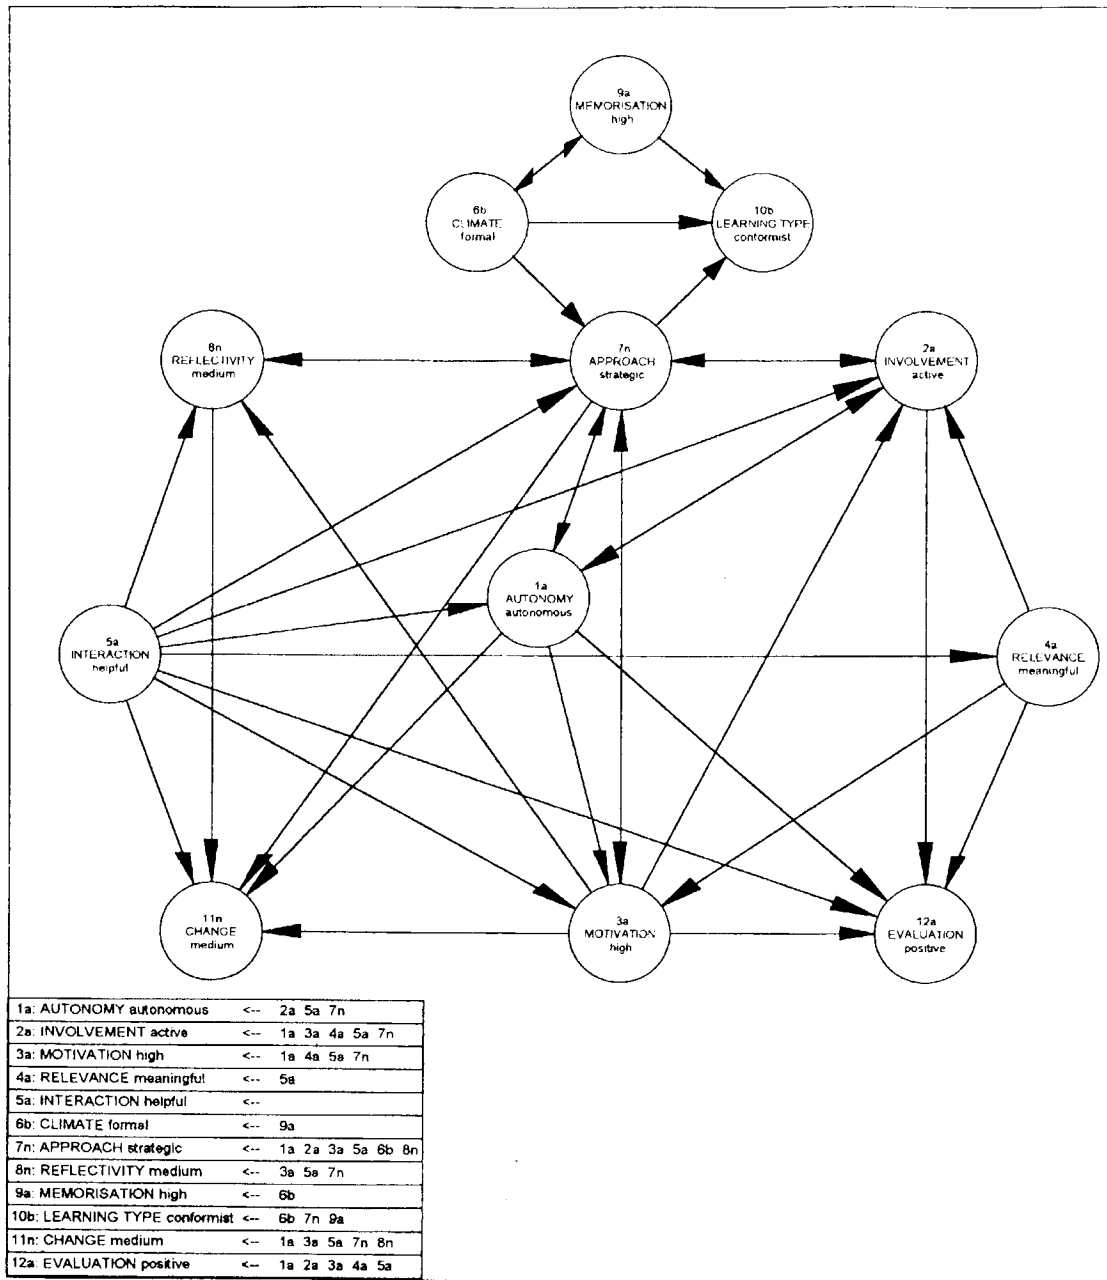 9a
MEMORISATION
high
6b
CLIMATE
formal
10b
LEARNING TYPE
conformist
8n
REFLECTIVITY
medium
7n
APPROACH
strategic
2a
INVOLVEMENT
active
1a
AUTONOMY
autonomous
5a
INTERACTION
helpful
4a
RELEVANCE
meaningful
11n
CHANGE
medium
3a
MOTIVATION
high
12a
EVALUATION
positive
1a: AUTONOMY autonomous <-- 2a 5a 7n
2a: INVOLVEMENT active <-- 1a 3a 4a 5a 7n
3a: MOTIVATION high <-- 1a 4a 5a 7n
4a: RELEVANCE meaningful <-- 5a
5a: INTERACTION helpful <--
6b: CLIMATE formal <-- 9a
7n: APPROACH strategic <-- 1a 2a 3a 5a 6b 8n
8n: REFLECTIVITY medium <-- 3a 5a 7n
9a: MEMORISATION high <-- 6b
10b: LEARNING TYPE conformist <-- 6b 7n 9a
11n: CHANGE medium <-- 1a 3a 5a 7n 8n
12a: EVALUATION positive <-- 1a 2a 3a 4a 5a